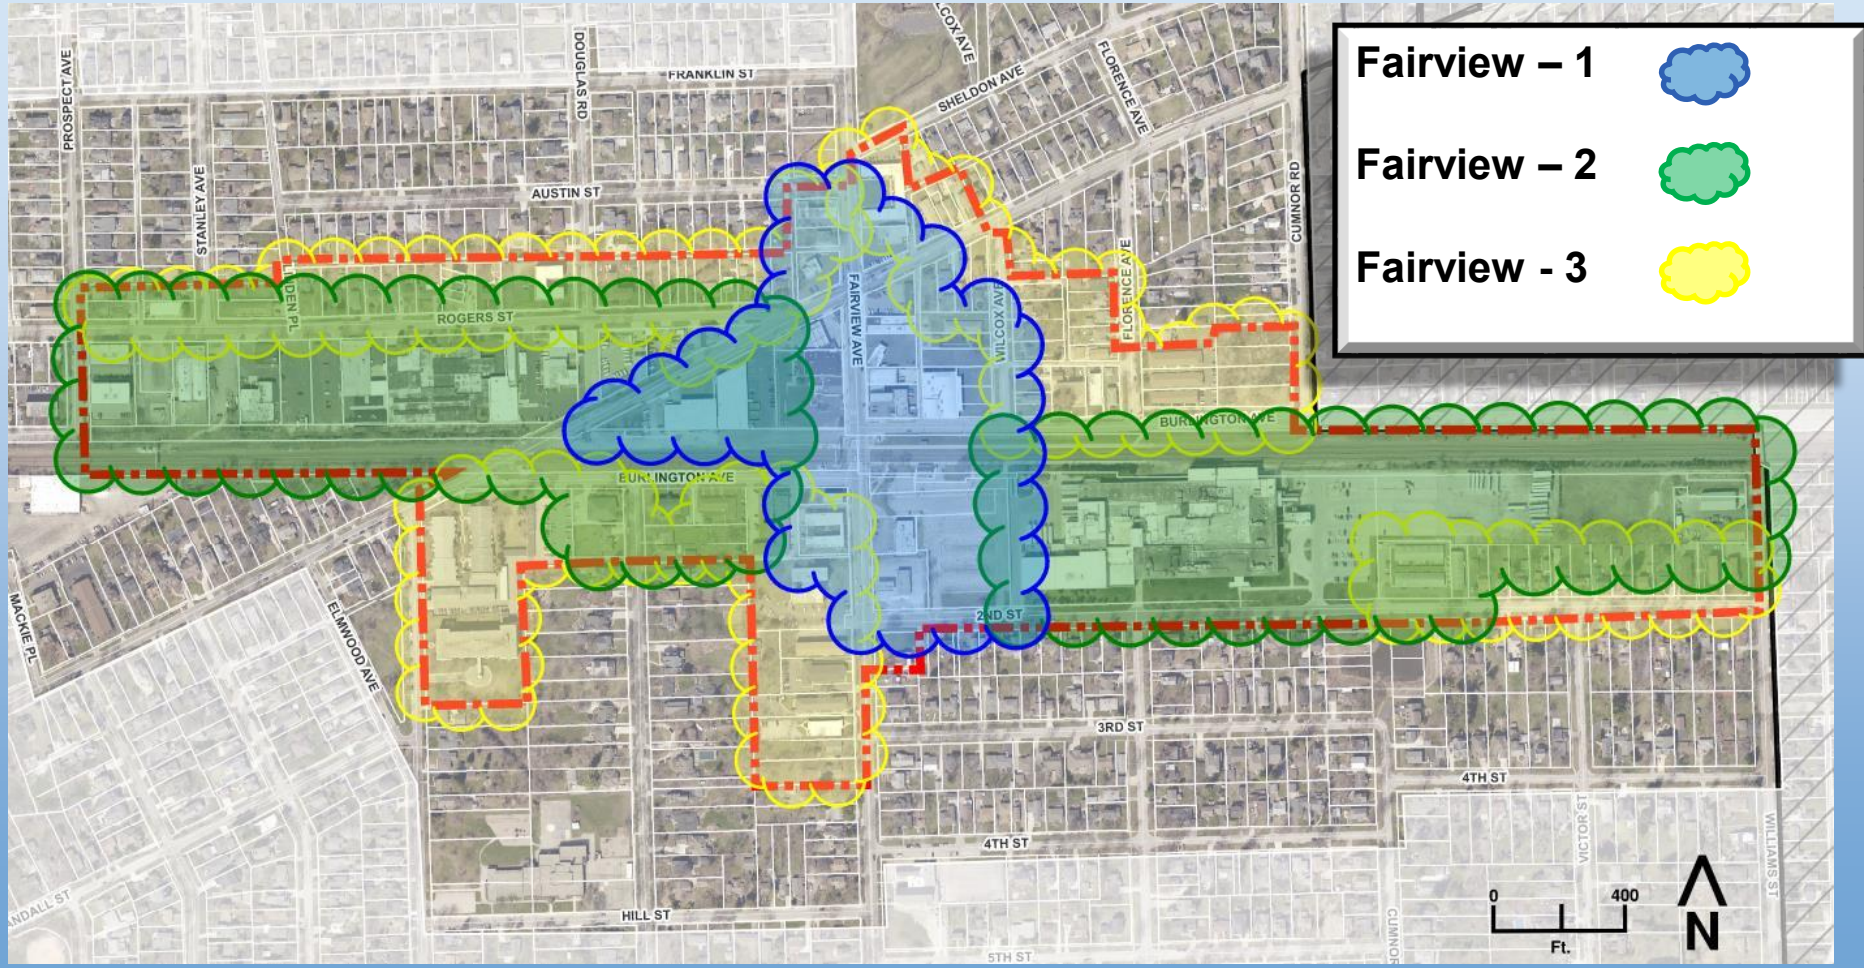 Fairview – 1
Fairview – 2
Fairview - 3
PROSPECT AVE
STANLEY AVE
DOUGLAS RD
FRANKLIN ST
AUSTIN ST
LCOX AVE
SHELDON AVE
FLORENCE AVE
CUMNOR RD
LINDEN PL
ROGERS ST
FAIRVIEW AVE
WILCOX AVE
FLORENCE AVE
BURLINGTON AVE
BURLINGTON AVE
MACKIE PL
ELMWOOD AVE
2ND ST
3RD ST
4TH ST
4TH ST
HILL ST
5TH ST
ANDALL ST
CUMNOR
VICTOR ST
WILLIAMS ST
0 400
Ft.
N